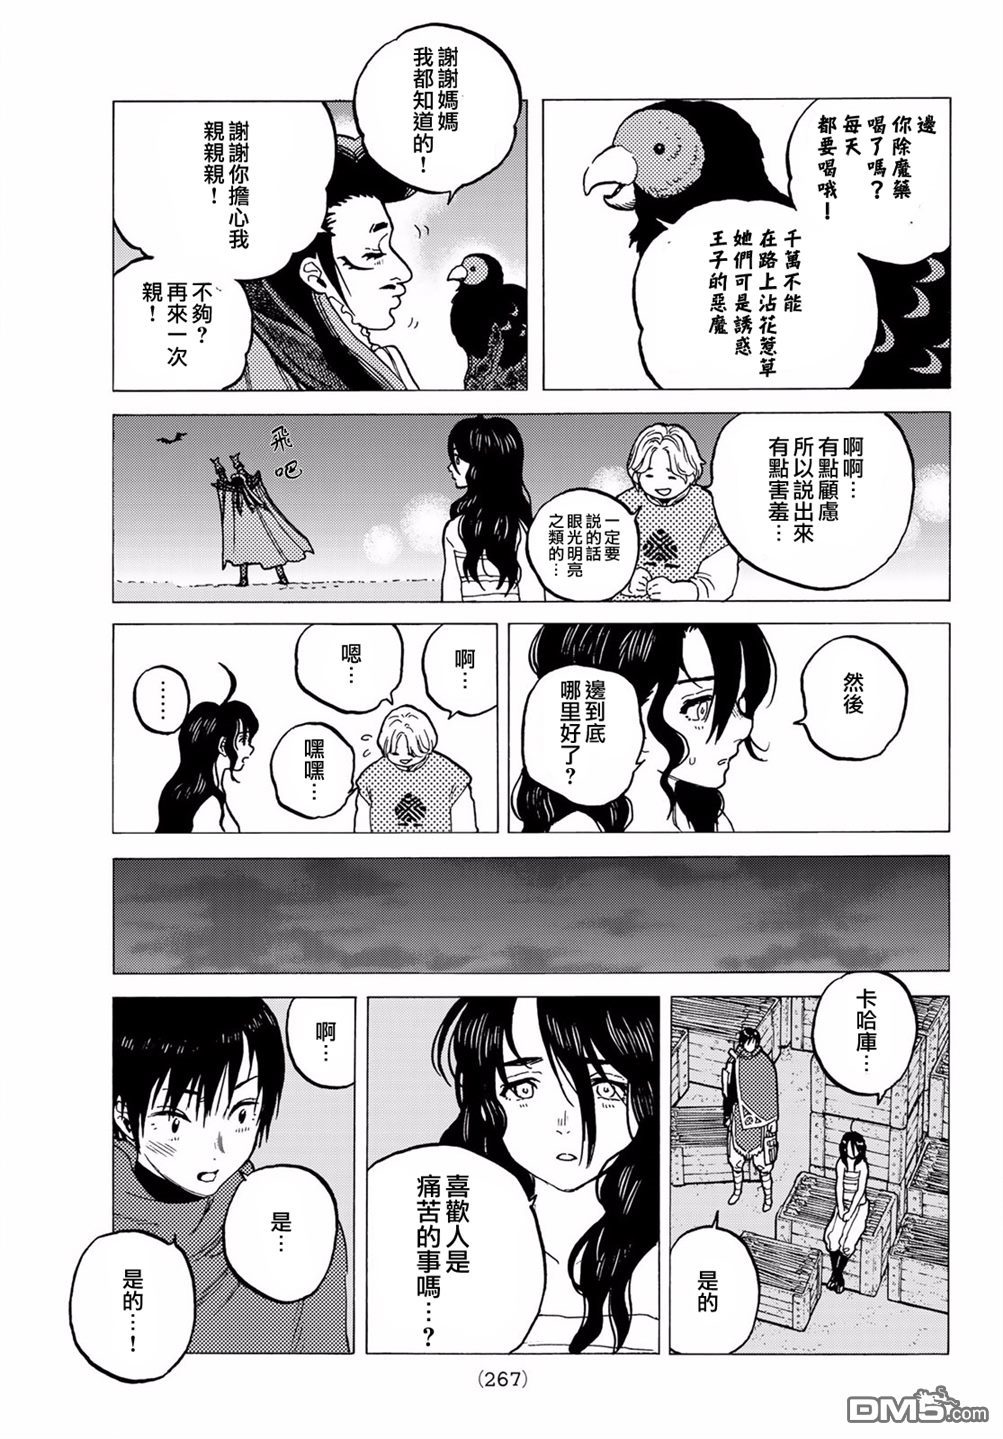 邊
你除魔藥
喝了嗎?
每天
都要喝哦!
千萬不能
在路上沾花惹草
她們可是誘惑
王子的惡魔
謝謝媽媽
我都知道的!
謝謝你擔心我
親親親!
不夠?
再來一次
親!
啊啊…
有點顧慮
所以説出來
有點害羞…
一定要
説的話
眼光明亮
之類的…
飛吧
然後
邊到底
哪里好了?
啊…
嗯…
嘿嘿…
……
卡哈庫…
是的
喜歡人是
痛苦的事嗎…?
啊…
是…
是的…!
(267)
DM5.com